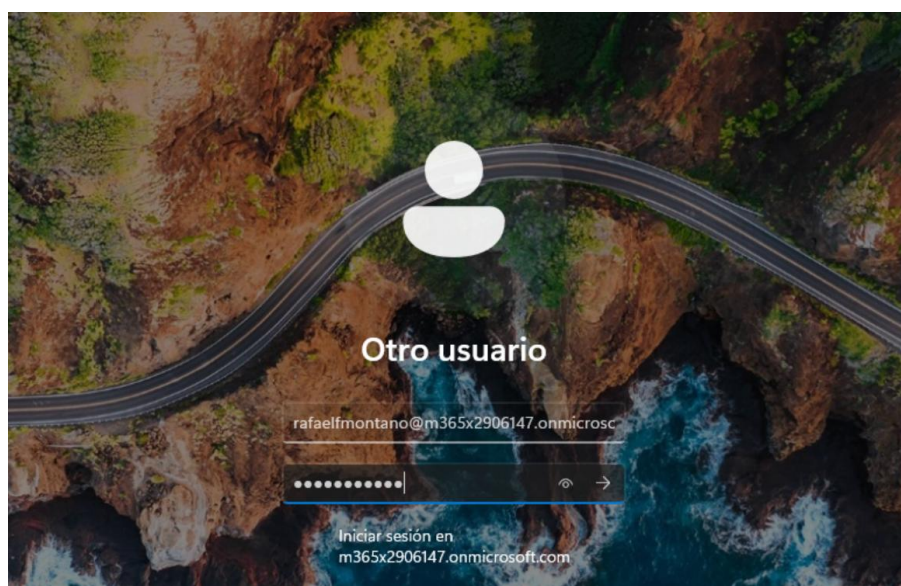 Otro usuario
rafaelfmontano@m365x2906147.onmicrosc
●●●●●●●●●●●
Iniciar sesión en
m365x2906147.onmicrosoft.com